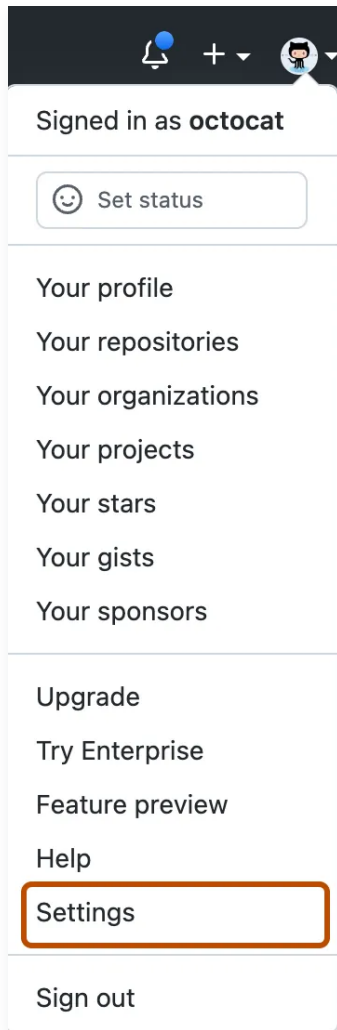 Signed in as octocat
Set status
Your profile
Your repositories
Your organizations
Your projects
Your stars
Your gists
Your sponsors
Upgrade
Try Enterprise
Feature preview
Help
Settings
Sign out